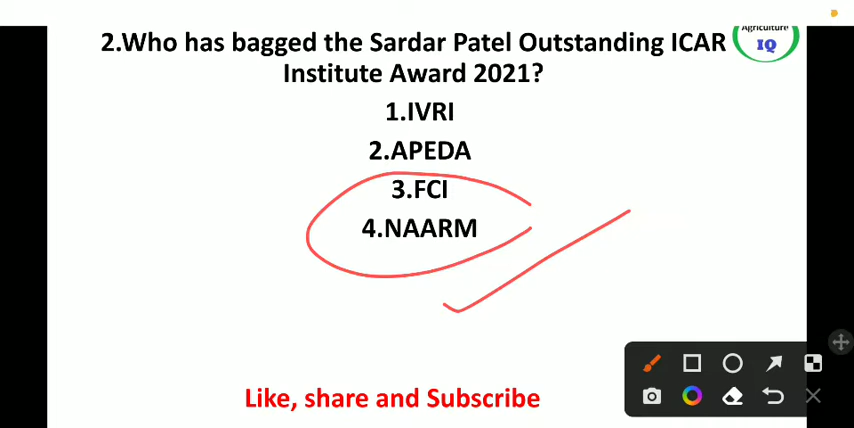 2.Who has bagged the Sardar Patel Outstanding ICAR
Institute Award 2021?
Agriculture
IQ
1.IVRI
2.APEDA
3.FCI
4.NAARM
Like, share and Subscribe